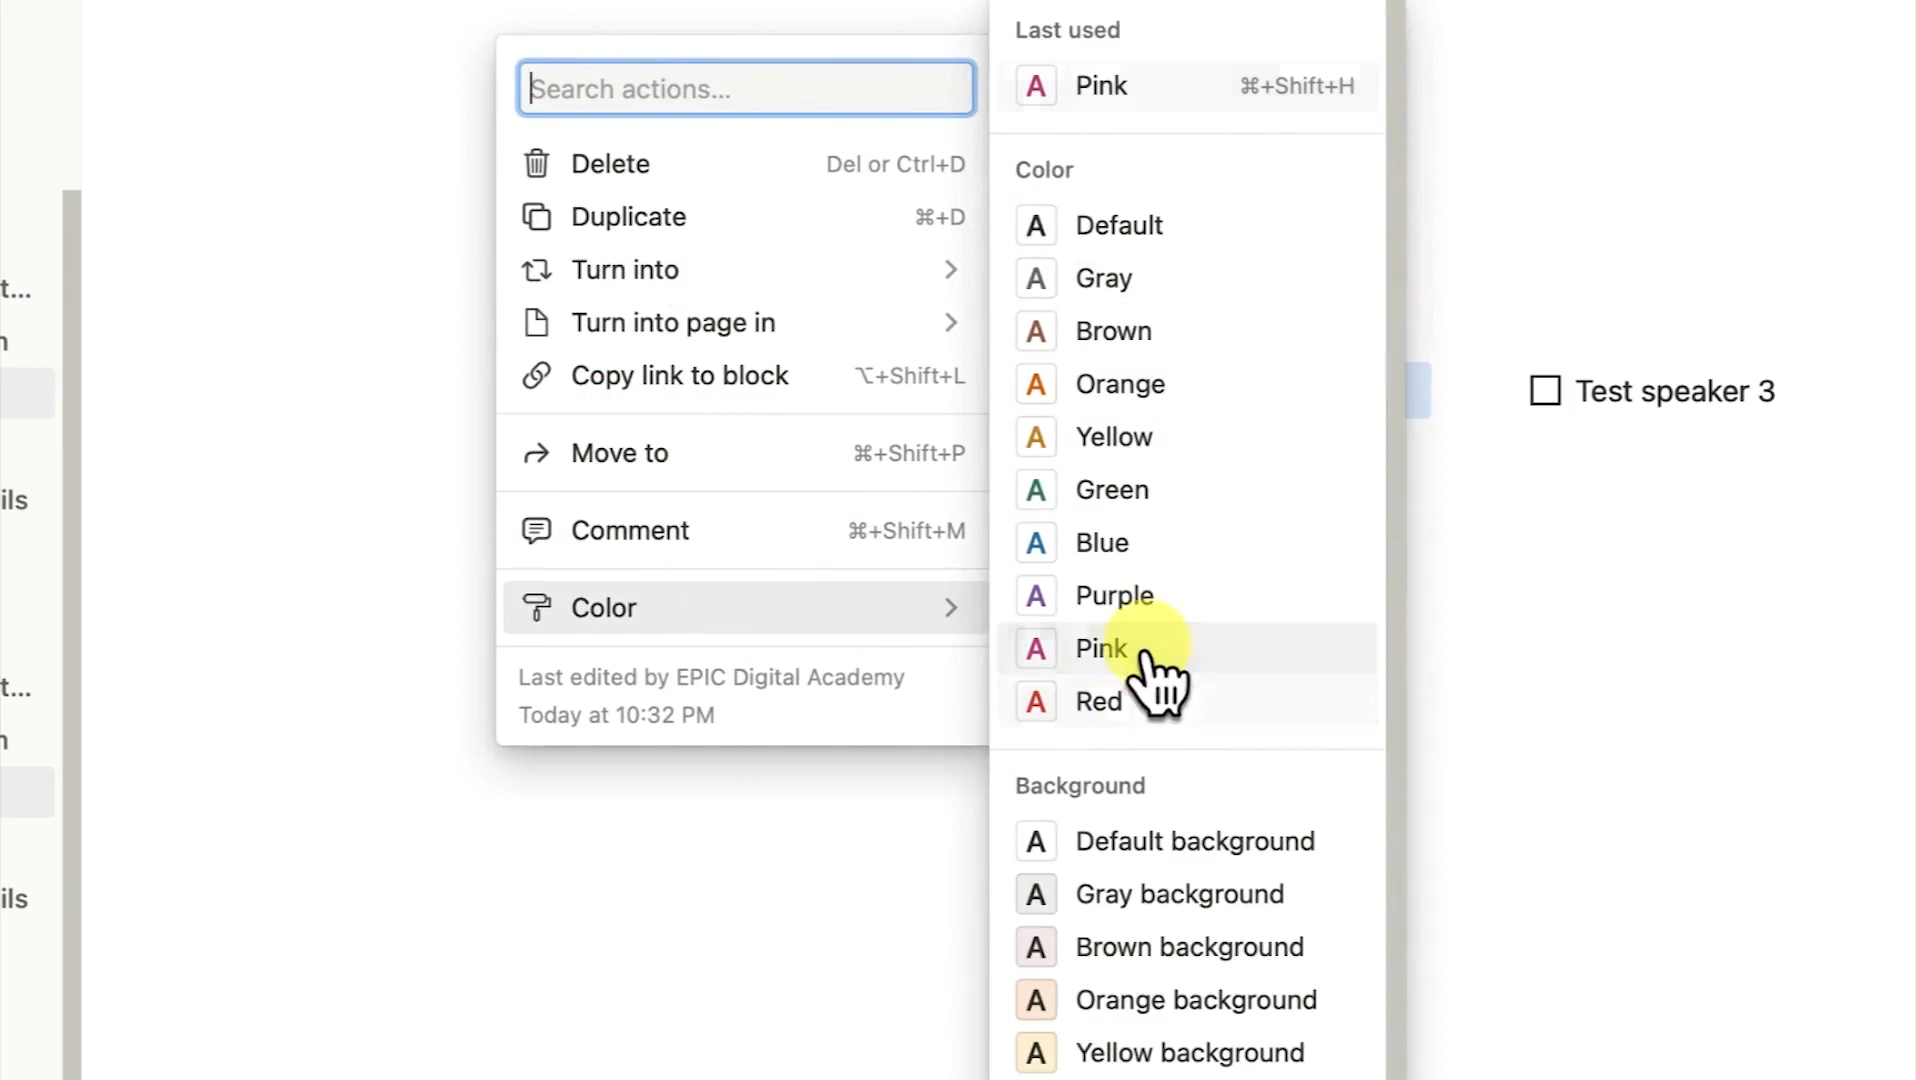 t...
n
ils
t...
n
ils
Search actions...
Delete Del or Ctrl+D
Duplicate ⌘+D
Turn into
Turn into page in
Copy link to block ⌥+Shift+L
Move to ⌘+Shift+P
Comment ⌘+Shift+M
Color
Last edited by EPIC Digital Academy
Today at 10:32 PM
Last used
A Pink ⌘+Shift+H
Color
A Default
A Gray
A Brown
A Orange
A Yellow
A Green
A Blue
A Purple
A Pink
A Red
Background
A Default background
A Gray background
A Brown background
A Orange background
A Yellow background
Test speaker 3